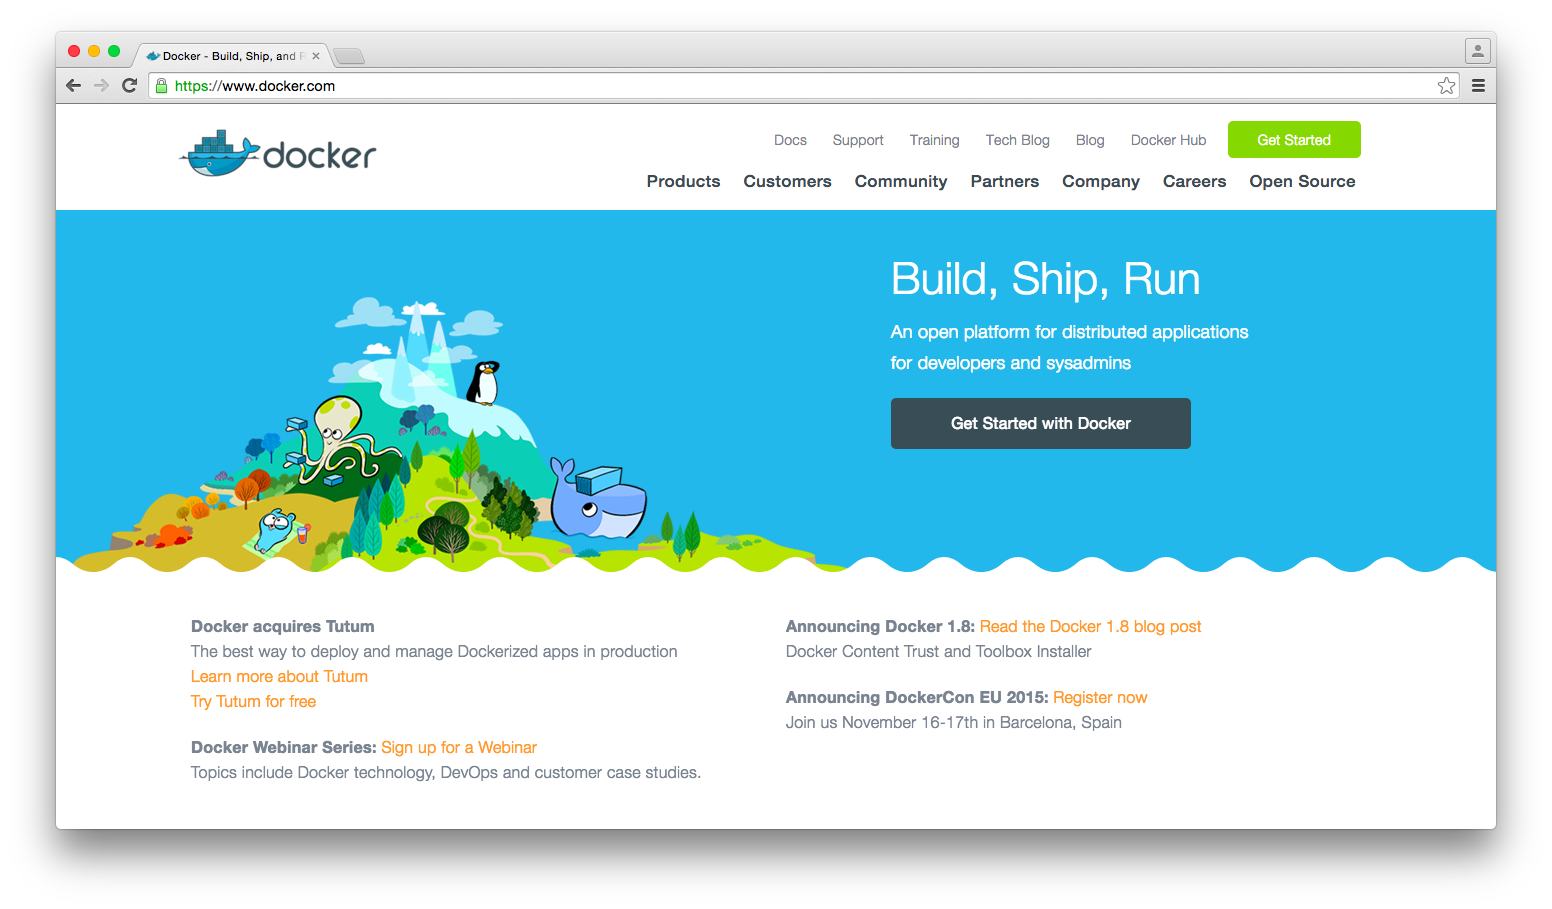 Docker - Build, Ship, and
https://www.docker.com
docker
Docs Support Training Tech Blog Blog Docker Hub Get Started
Products Customers Community Partners Company Careers Open Source
Build, Ship, Run
An open platform for distributed applications
for developers and sysadmins
Get Started with Docker
Docker acquires Tutum
The best way to deploy and manage Dockerized apps in production
Learn more about Tutum
Try Tutum for free
Docker Webinar Series: Sign up for a Webinar
Topics include Docker technology, DevOps and customer case studies.
Announcing Docker 1.8: Read the Docker 1.8 blog post
Docker Content Trust and Toolbox Installer
Announcing DockerCon EU 2015: Register now
Join us November 16-17th in Barcelona, Spain